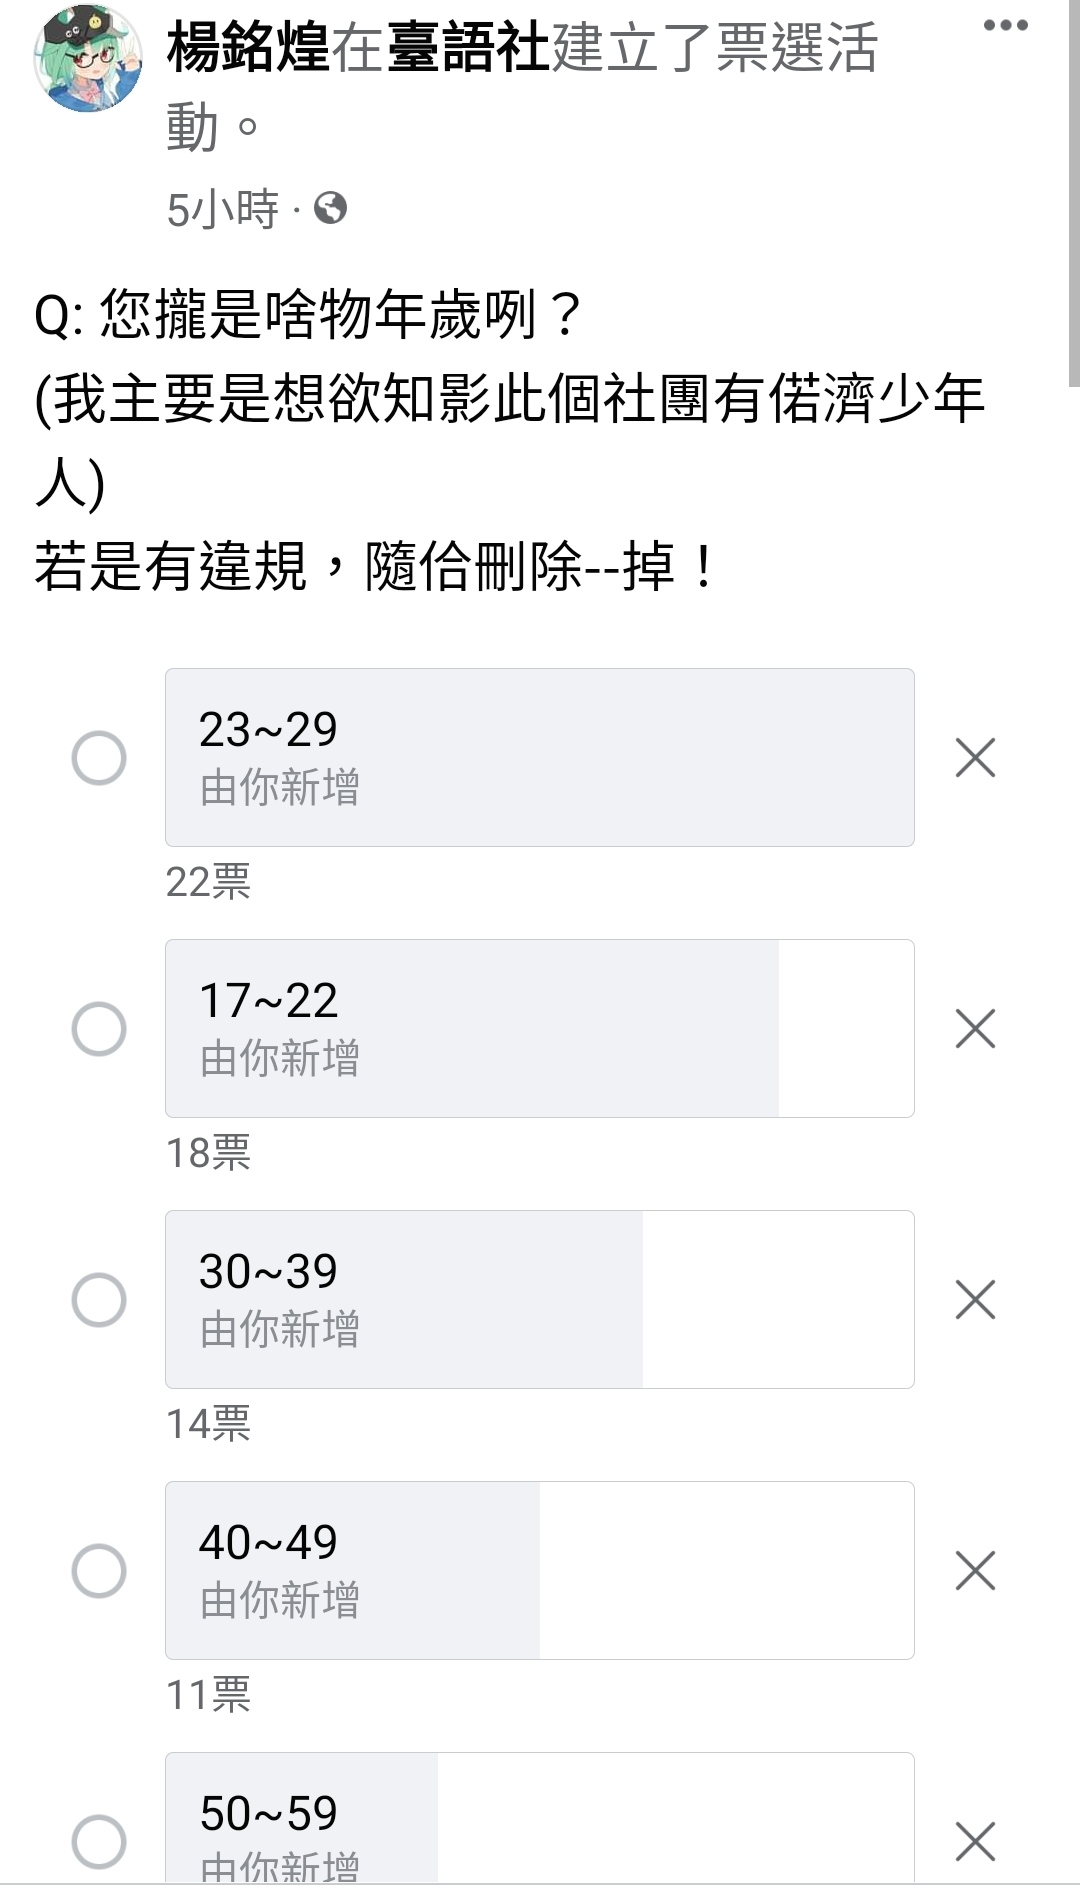 楊銘煌在臺語社建立了票選活
動。
5小時 ·
Q: 您攏是啥物年歲咧？
(我主要是想欲知影此個社團有偌濟少年
人)
若是有違規，隨佮刪除--掉！
23~29
由你新增
22票
17~22
由你新增
18票
30~39
由你新增
14票
40~49
由你新增
11票
50~59
由你新增